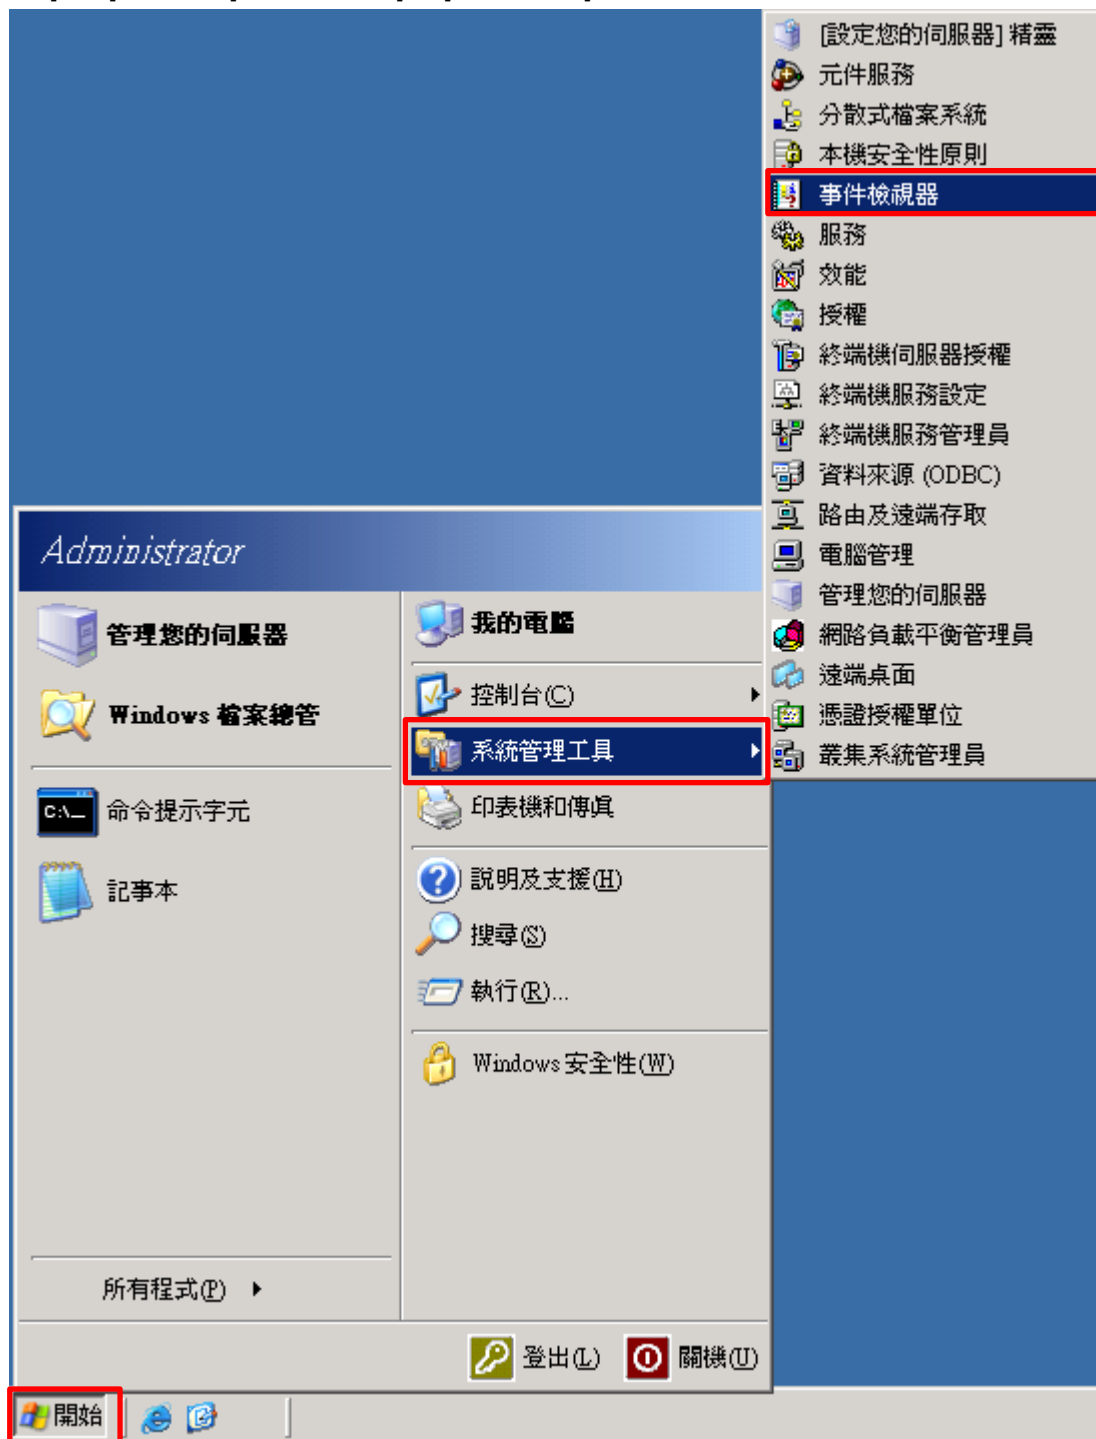 [設定您的伺服器] 精靈
元件服務
分散式檔案系統
本機安全性原則
事件檢視器
服務
效能
授權
終端機伺服器授權
終端機服務設定
終端機服務管理員
資料來源 (ODBC)
路由及遠端存取
電腦管理
管理您的伺服器
網路負載平衡管理員
遠端桌面
憑證授權單位
叢集系統管理員
Administrator
管理您的伺服器
Windows 檔案總管
命令提示字元
C:\_
記事本
所有程式(P)
我的電腦
控制台(C)
系統管理工具
印表機和傳真
說明及支援(H)
搜尋(S)
執行(R)...
Windows 安全性(W)
登出(L)
關機(U)
開始